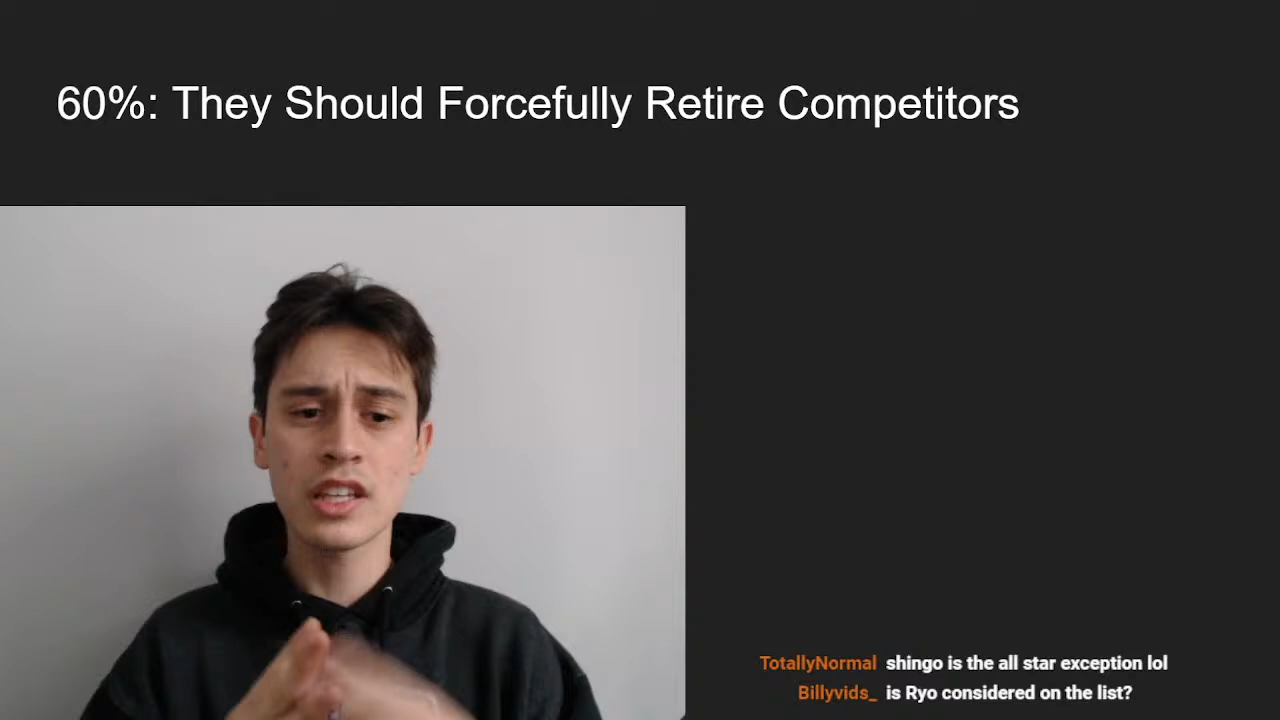 60%: They Should Forcefully Retire Competitors
TotallyNormal shingo is the all star exception lol
Billyvids_ is Ryo considered on the list?